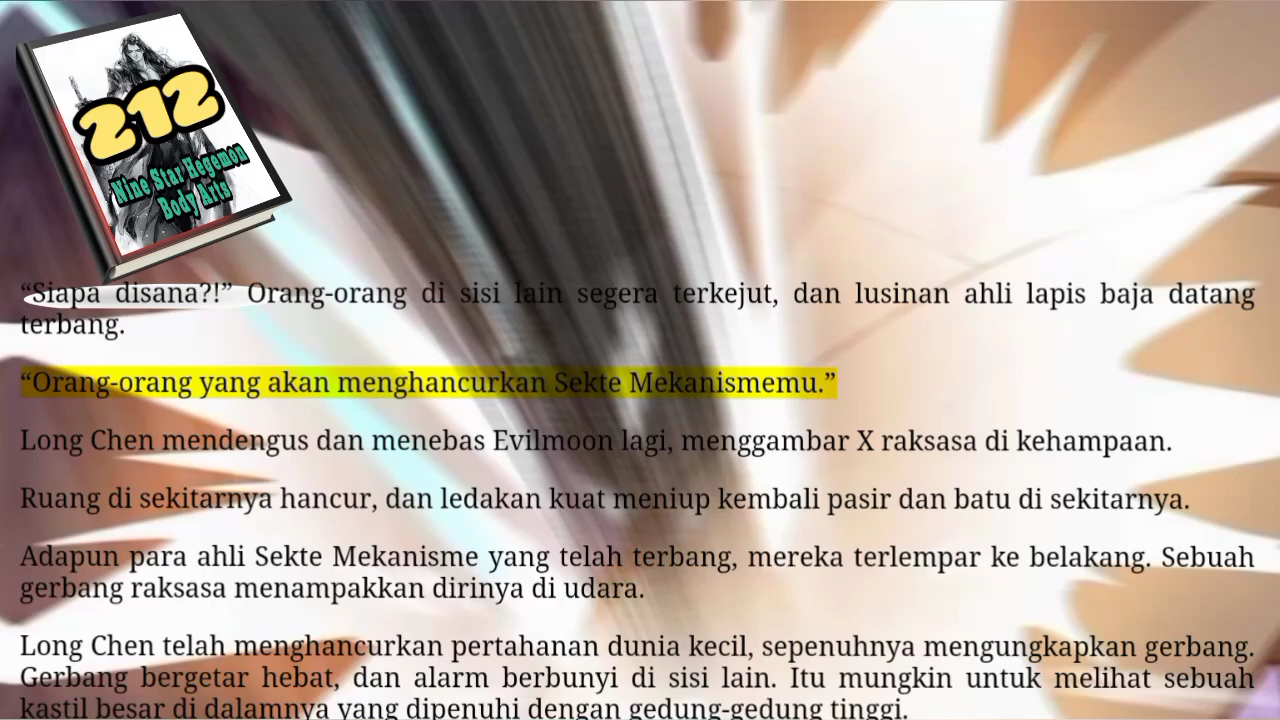 212
Nine Star Hegemon
Body Arts
“Siapa disana?!” Orang-orang di sisi lain segera terkejut, dan lusinan ahli lapis baja datang
terbang.
“Orang-orang yang akan menghancurkan Sekte Mekanismemu.”
Long Chen mendengus dan menebas Evilmoon lagi, menggambar X raksasa di kehampaan.
Ruang di sekitarnya hancur, dan ledakan kuat meniup kembali pasir dan batu di sekitarnya.
Adapun para ahli Sekte Mekanisme yang telah terbang, mereka terlempar ke belakang. Sebuah
gerbang raksasa menampakkan dirinya di udara.
Long Chen telah menghancurkan pertahanan dunia kecil, sepenuhnya mengungkapkan gerbang.
Gerbang bergetar hebat, dan alarm berbunyi di sisi lain. Itu mungkin untuk melihat sebuah
kastil besar di dalamnya yang dipenuhi dengan gedung-gedung tinggi.